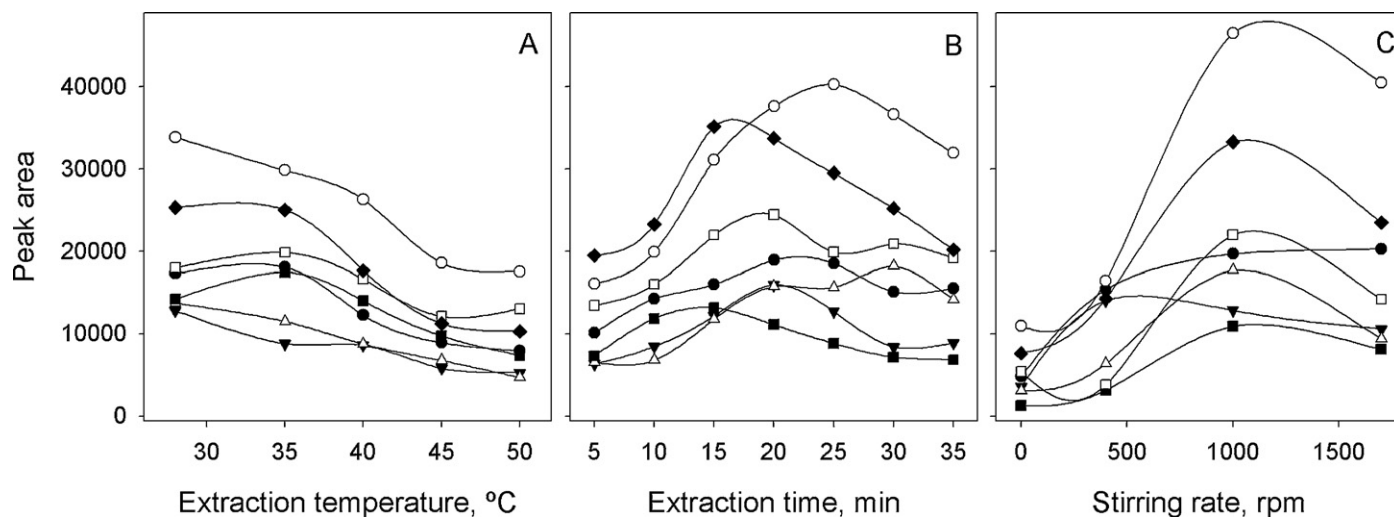 A
B
C
Peak area
40000
30000
20000
10000
0
30 35 40 45 50
5 10 15 20 25 30 35
0 500 1000 1500
Extraction temperature, ºC
Extraction time, min
Stirring rate, rpm